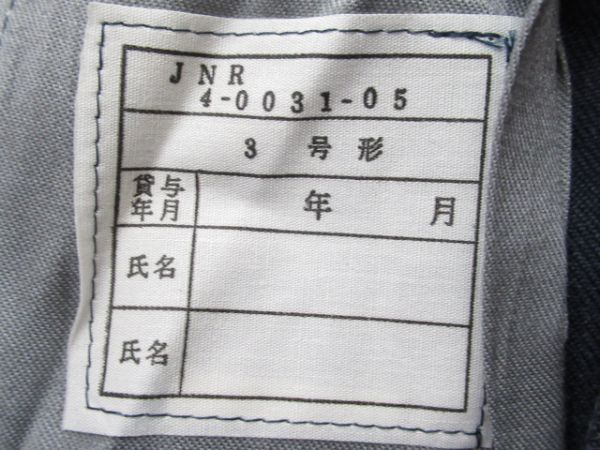 JNR
4-0031-05
3 号 形
貸与
年月
年 月
氏名
氏名